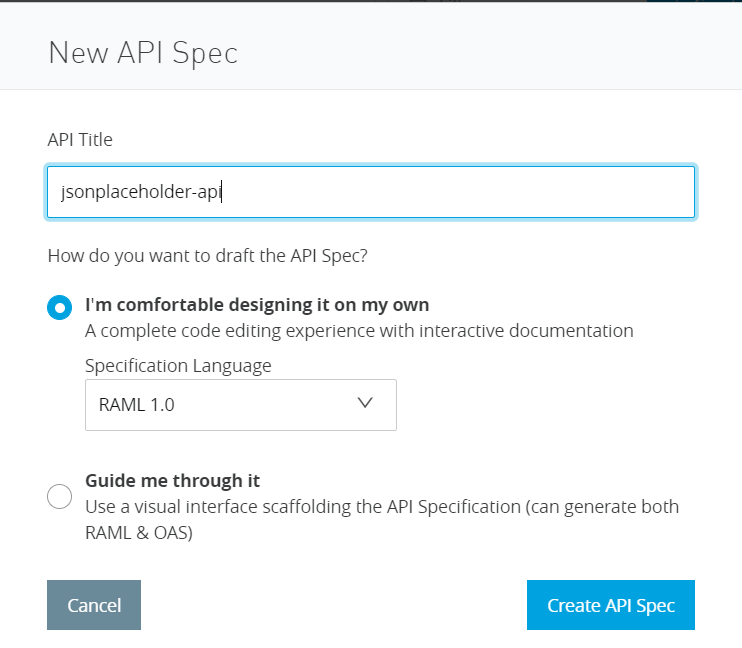 New API Spec
API Title
jsonplaceholder-api
How do you want to draft the API Spec?
I'm comfortable designing it on my own
A complete code editing experience with interactive documentation
Specification Language
RAML 1.0
Guide me through it
Use a visual interface scaffolding the API Specification (can generate both
RAML & OAS)
Cancel
Create API Spec